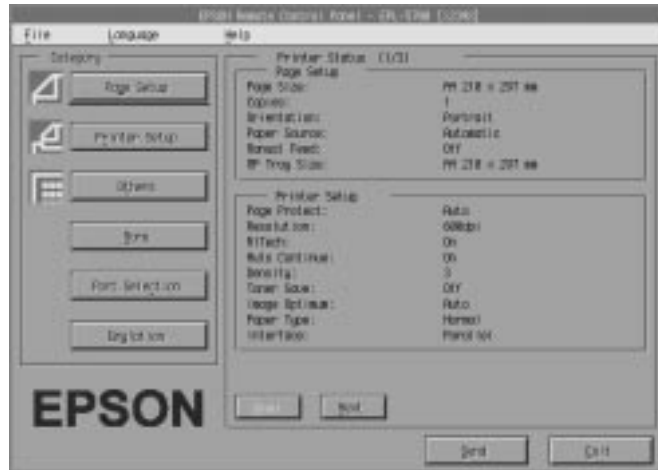 EPSON Remote Control Panel - EPL-5700
File Language Help
Category
Page Setup
Printer Setup
Others
Port Selection
Emulation
EPSON
Printer Status (1/3)
Page Setup
Page Size: A4 210 x 297 mm
Copies: 1
Orientation: Portrait
Paper Source: Automatic
Manual Feed: Off
MP Tray Size: A4 210 x 297 mm
Printer Setup
Page Protect: Auto
Resolution: 600dpi
RITech: On
Auto Continue: On
Density: 3
Toner Save: Off
Image Optimum: Auto
Paper Type: Normal
Interface: Parallel
Next
Send Exit